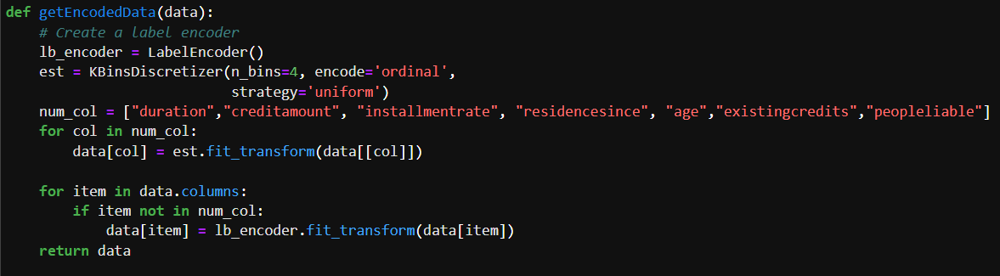 def getEncodedData(data):
    # Create a label encoder
    lb_encoder = LabelEncoder()
    est = KBinsDiscretizer(n_bins=4, encode='ordinal',
                           strategy='uniform')
    num_col = ["duration","creditamount", "installmentrate", "residencesince", "age","existingcredits","peopleliable"]
    for col in num_col:
        data[col] = est.fit_transform(data[[col]])

    for item in data.columns:
        if item not in num_col:
            data[item] = lb_encoder.fit_transform(data[item])
    return data